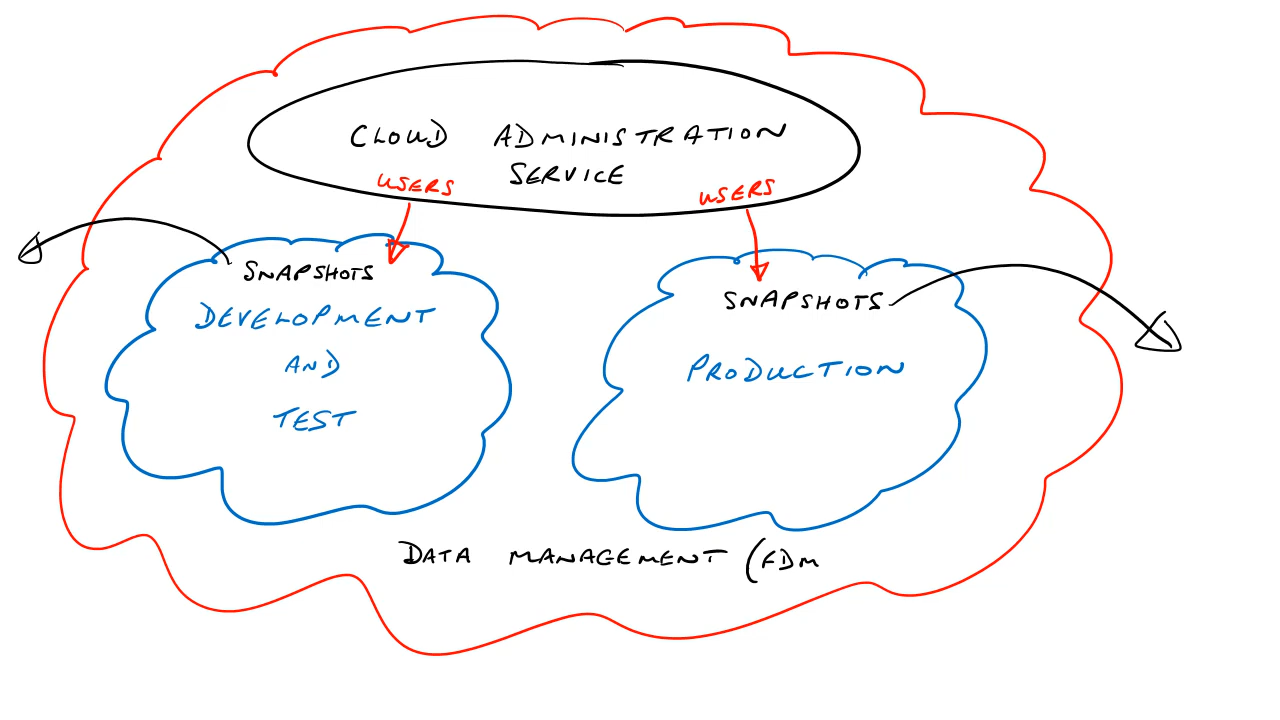 CLOUD ADMINISTRATION
SERVICE
USERS
USERS
SNAPSHOTS
DEVELOPMENT
AND
TEST
SNAPSHOTS
PRODUCTION
DATA MANAGEMENT (FDM